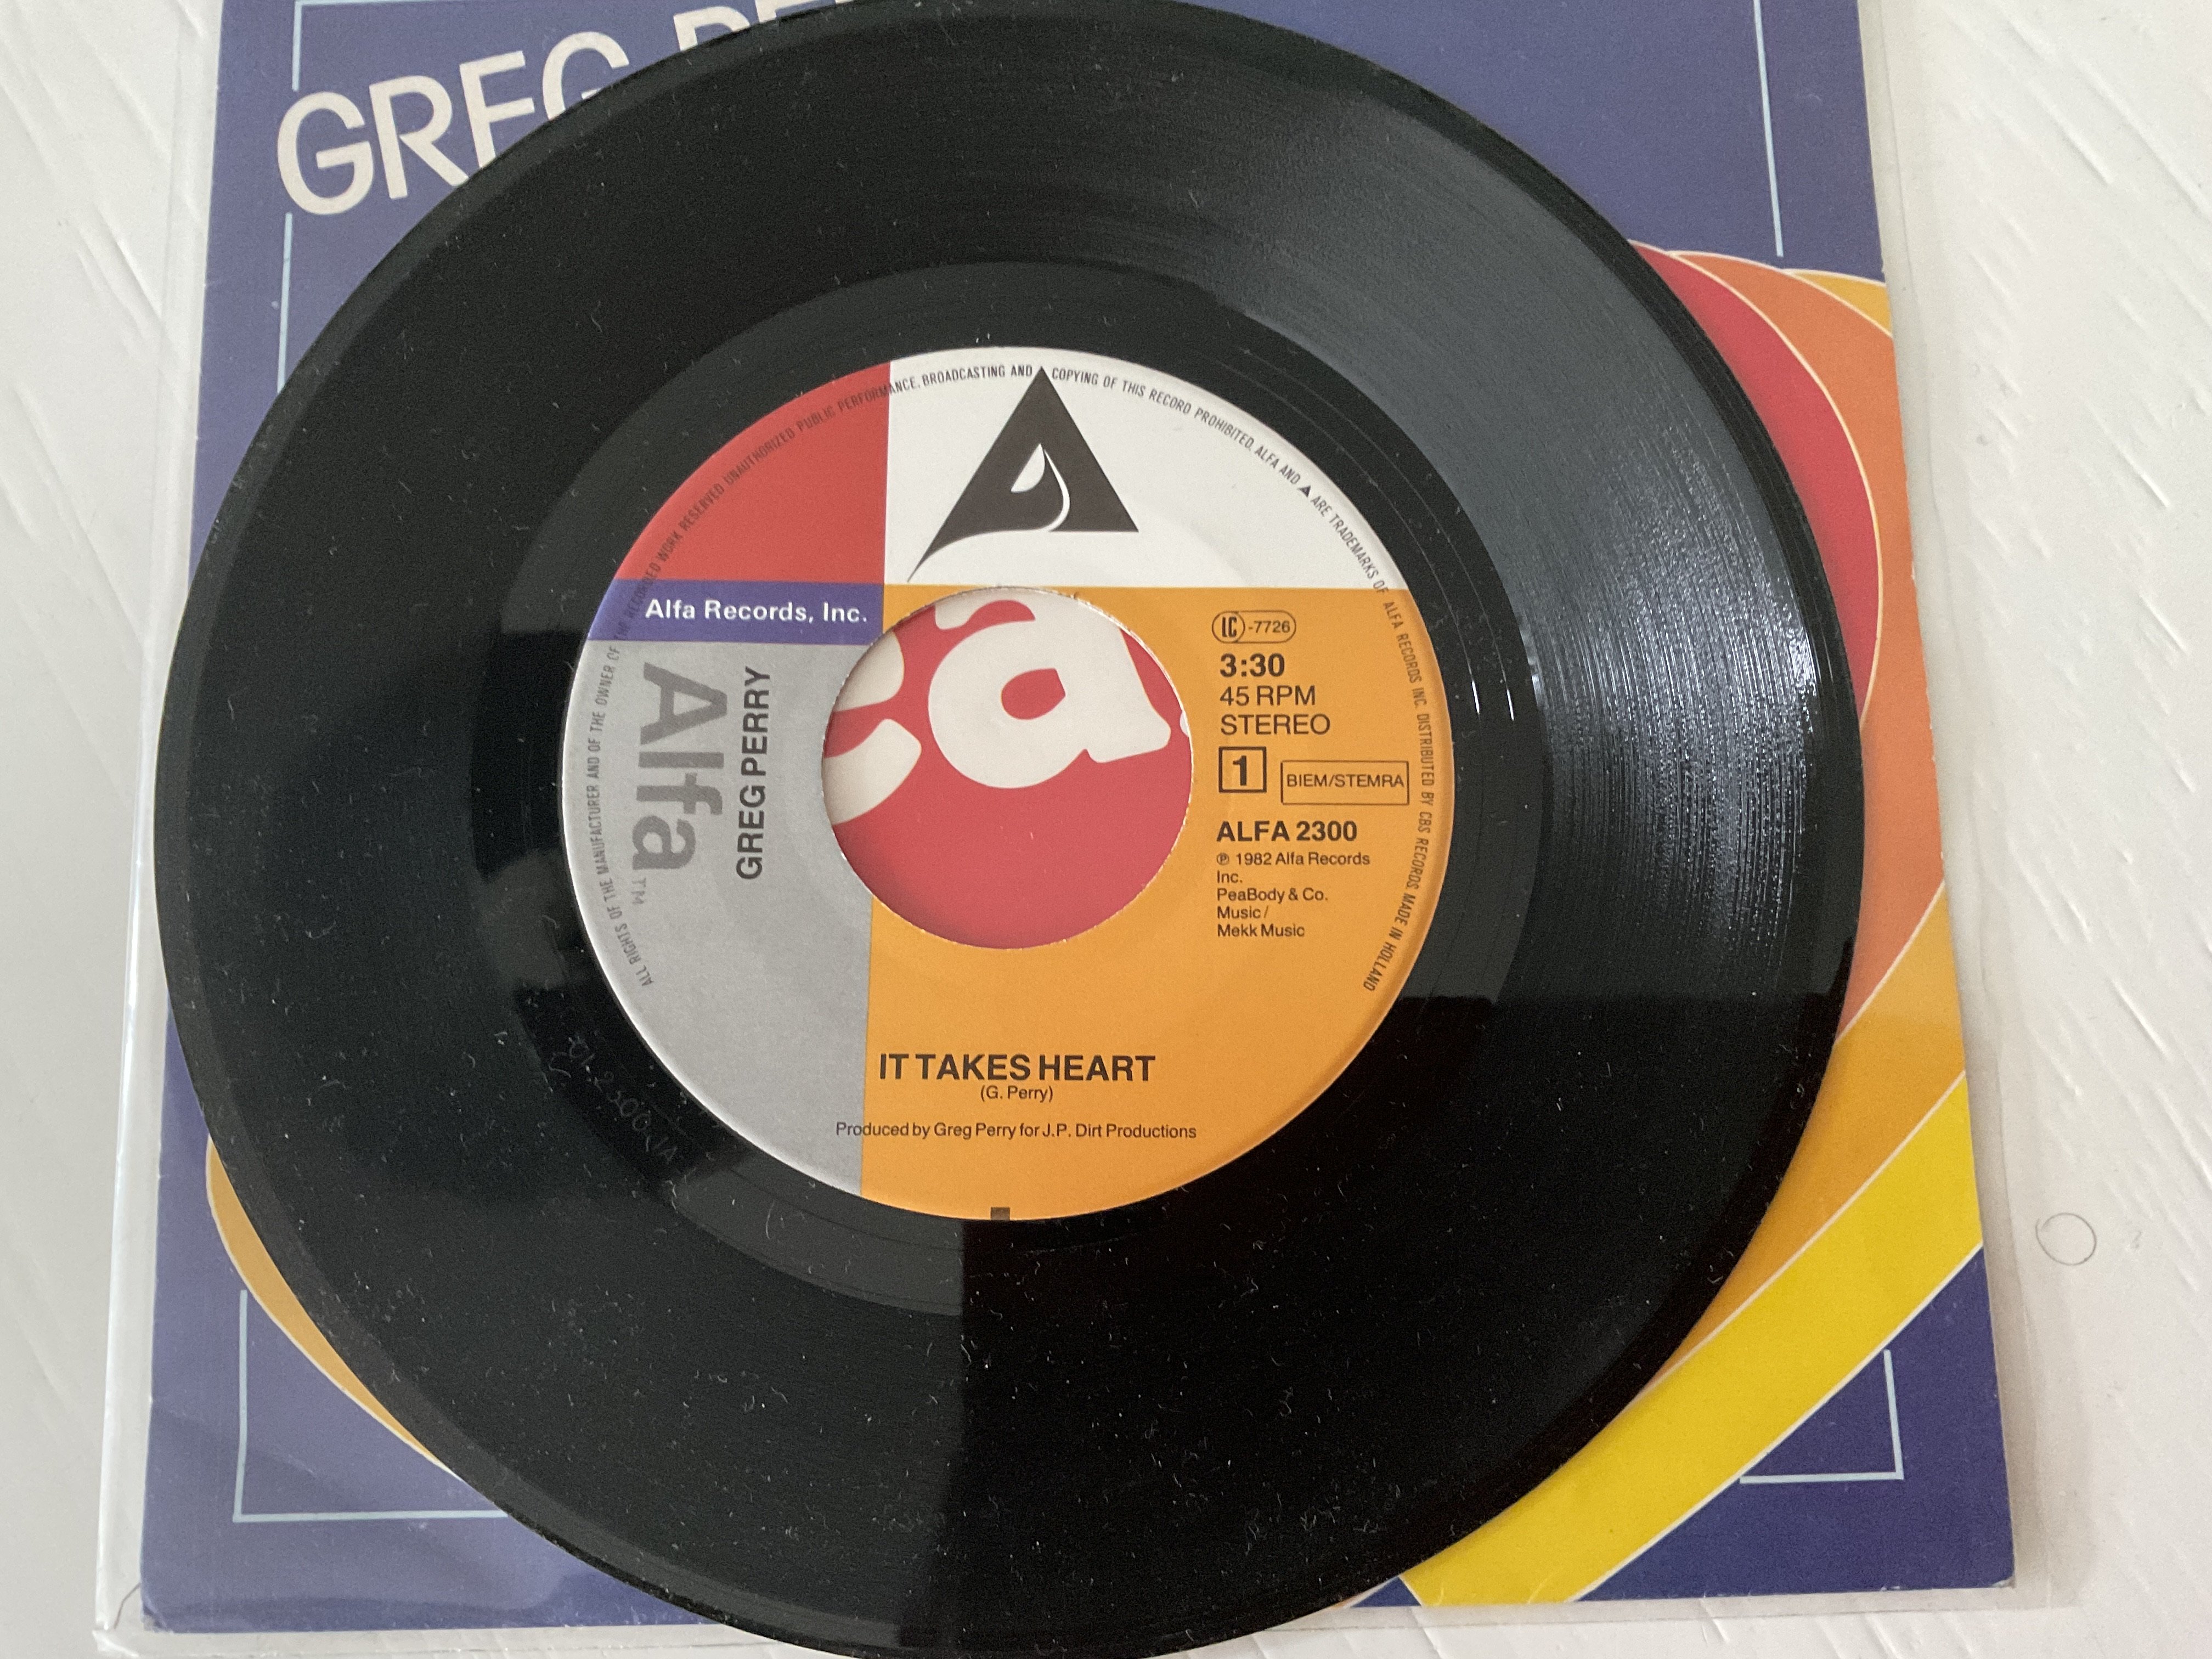 GREG
ALL RIGHTS OF THE MANUFACTURER AND OF THE OWNER OF THE RECORDED WORK RESERVED UNAUTHORIZED PUBLIC PERFORMANCE, BROADCASTING AND COPYING OF THIS RECORD PROHIBITED. ALFA AND ▲ ARE TRADEMARKS OF ALFA RECORDS INC. DISTRIBUTED BY CBS RECORDS MADE IN HOLLAND
Alfa Records, Inc.
Alfa™
GREG PERRY
LC-7726
3:30
45 RPM
STEREO
1 BIEM/STEMRA
ALFA 2300
℗ 1982 Alfa Records
Inc.
PeaBody & Co.
Music /
Mekk Music
IT TAKES HEART
(G. Perry)
Produced by Greg Perry for J.P. Dirt Productions